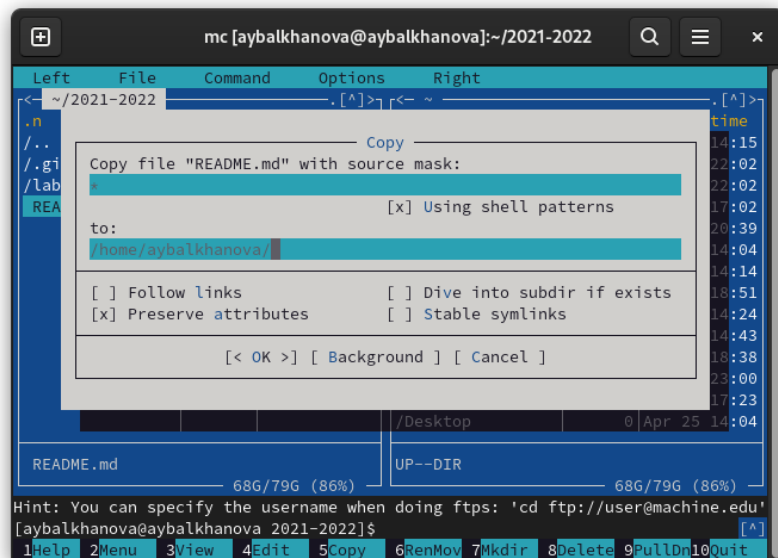 mc [aybalkhanova@aybalkhanova]:~/2021-2022
Left File Command Options Right
<─ ~/2021-2022 ─.[^]>
<─ ~ ─.[^]>
.n time
/.. 14:15
/.gi 22:02
/lab 22:02
REA 17:02
20:39
14:04
14:14
18:51
14:24
14:43
18:38
23:00
17:23
Copy
Copy file "README.md" with source mask:
*
[x] Using shell patterns
to:
/home/aybalkhanova/
[ ] Follow links [ ] Dive into subdir if exists
[x] Preserve attributes [ ] Stable symlinks
[< OK >] [ Background ] [ Cancel ]
/Desktop 0 Apr 25 14:04
README.md UP--DIR
68G/79G (86%) 68G/79G (86%)
Hint: You can specify the username when doing ftps: 'cd ftp://user@machine.edu'
[aybalkhanova@aybalkhanova 2021-2022]$ [^]
1Help 2Menu 3View 4Edit 5Copy 6RenMov 7Mkdir 8Delete 9PullDn 10Quit